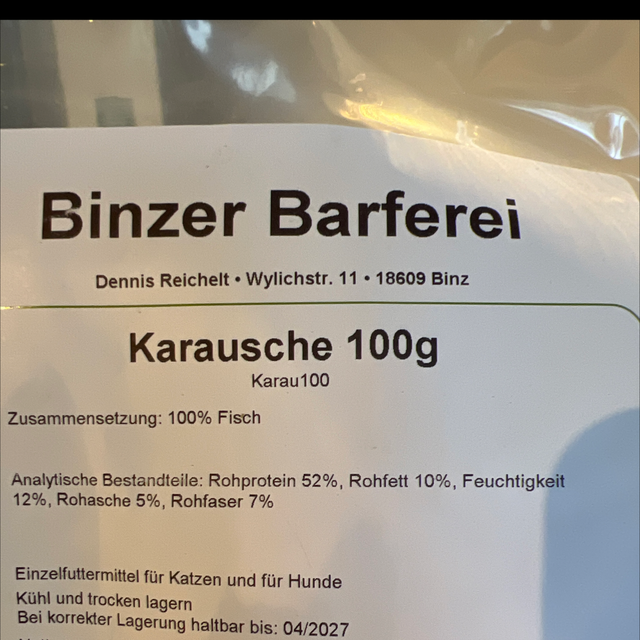 Binzer Barferei
Dennis Reichelt • Wylichstr. 11 • 18609 Binz
Karausche 100g
Karau100
Zusammensetzung: 100% Fisch
Analytische Bestandteile: Rohprotein 52%, Rohfett 10%, Feuchtigkeit
12%, Rohasche 5%, Rohfaser 7%
Einzelfuttermittel für Katzen und für Hunde
Kühl und trocken lagern
Bei korrekter Lagerung haltbar bis: 04/2027